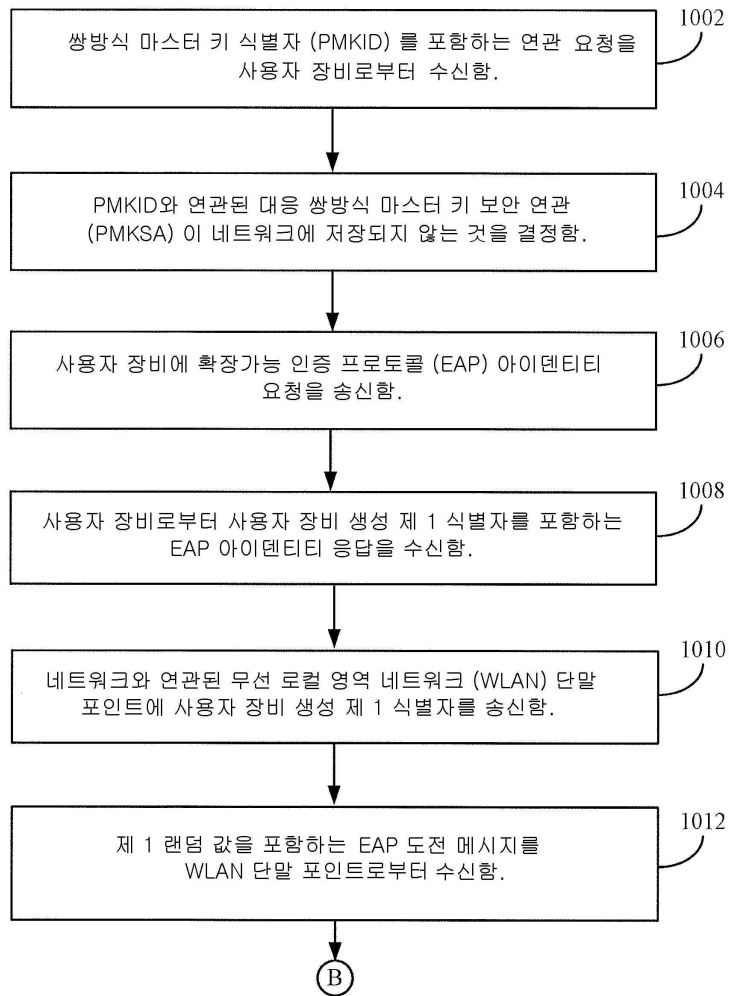 쌍방식 마스터 키 식별자 (PMKID) 를 포함하는 연관 요청을
사용자 장비로부터 수신함.
1002
PMKID와 연관된 대응 쌍방식 마스터 키 보안 연관
(PMKSA) 이 네트워크에 저장되지 않는 것을 결정함.
1004
사용자 장비에 확장가능 인증 프로토콜 (EAP) 아이덴티티
요청을 송신함.
1006
사용자 장비로부터 사용자 장비 생성 제 1 식별자를 포함하는
EAP 아이덴티티 응답을 수신함.
1008
네트워크와 연관된 무선 로컬 영역 네트워크 (WLAN) 단말
포인트에 사용자 장비 생성 제 1 식별자를 송신함.
1010
제 1 랜덤 값을 포함하는 EAP 도전 메시지를
WLAN 단말 포인트로부터 수신함.
1012
B